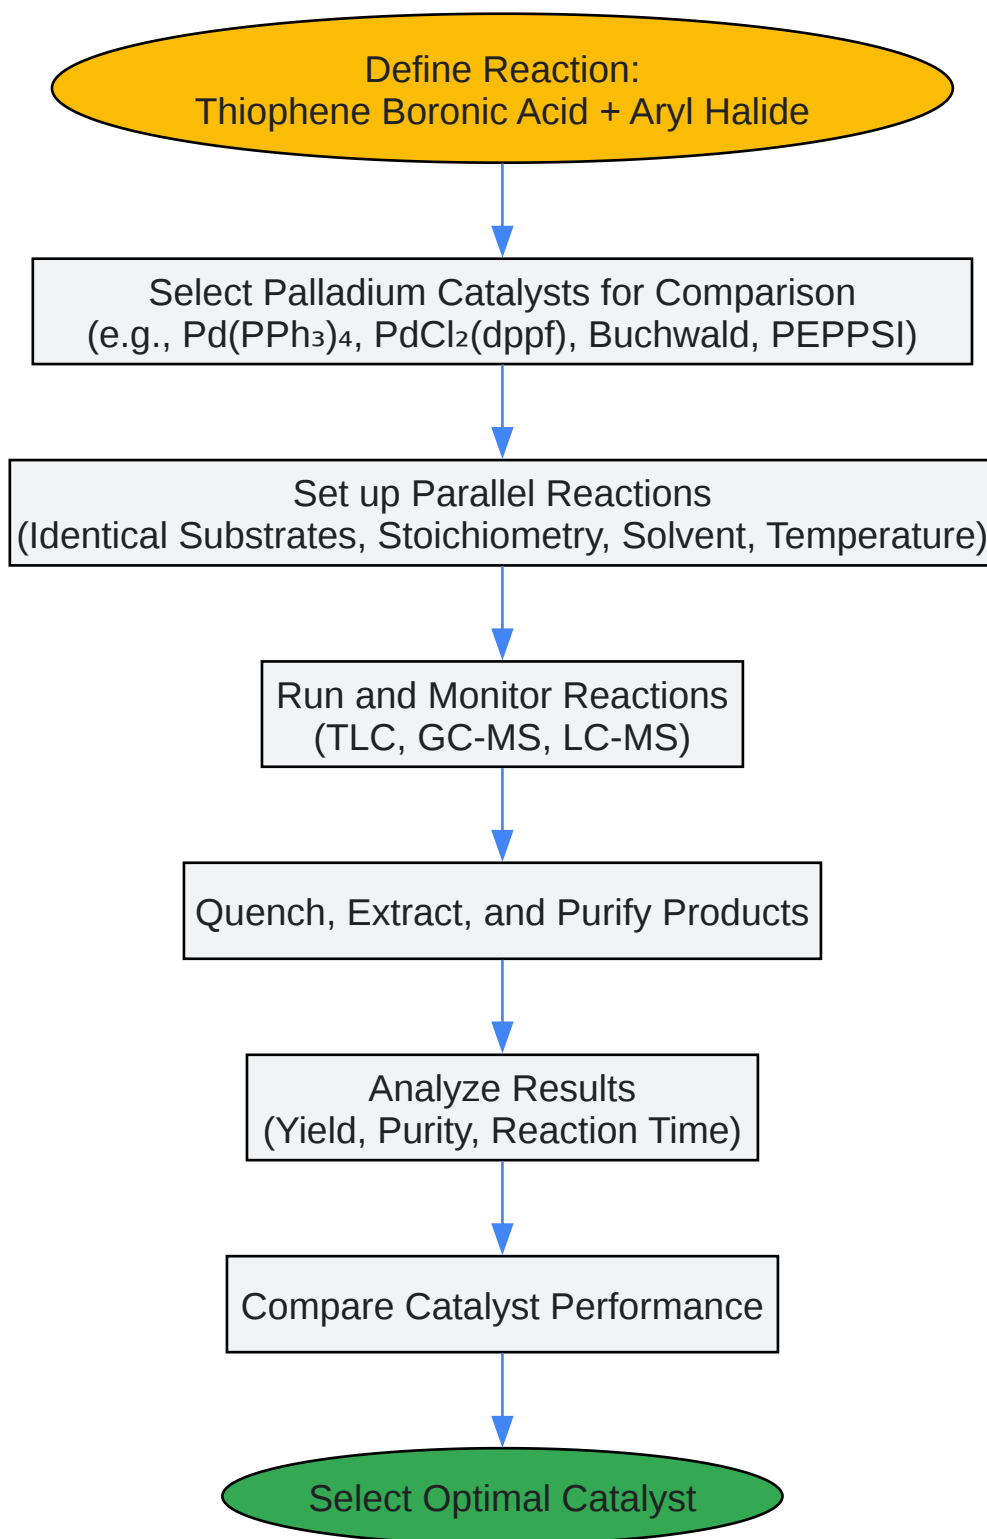 Define Reaction:
Thiophene Boronic Acid + Aryl Halide
Select Palladium Catalysts for Comparison
(e.g., Pd(PPh₃)₄, PdCl₂(dppf), Buchwald, PEPPSI)
Set up Parallel Reactions
(Identical Substrates, Stoichiometry, Solvent, Temperature)
Run and Monitor Reactions
(TLC, GC-MS, LC-MS)
Quench, Extract, and Purify Products
Analyze Results
(Yield, Purity, Reaction Time)
Compare Catalyst Performance
Select Optimal Catalyst